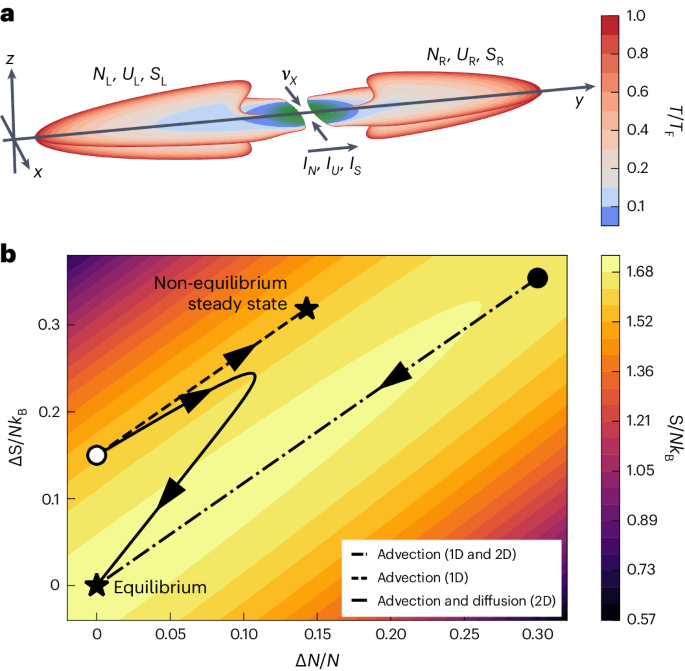 a
z
N_L, U_L, S_L
ν_X
N_R, U_R, S_R
y
x
I_N, I_U, I_S
1.0
0.8
0.6
0.4
0.2
0.1
T/T_F
b
Non-equilibrium
steady state
Equilibrium
0.3
0.2
0.1
0
ΔS/Nk_B
0
0.05
0.10
0.15
0.20
0.25
0.30
ΔN/N
Advection (1D and 2D)
Advection (1D)
Advection and diffusion (2D)
1.68
1.52
1.36
1.21
1.05
0.89
0.73
0.57
S/Nk_B